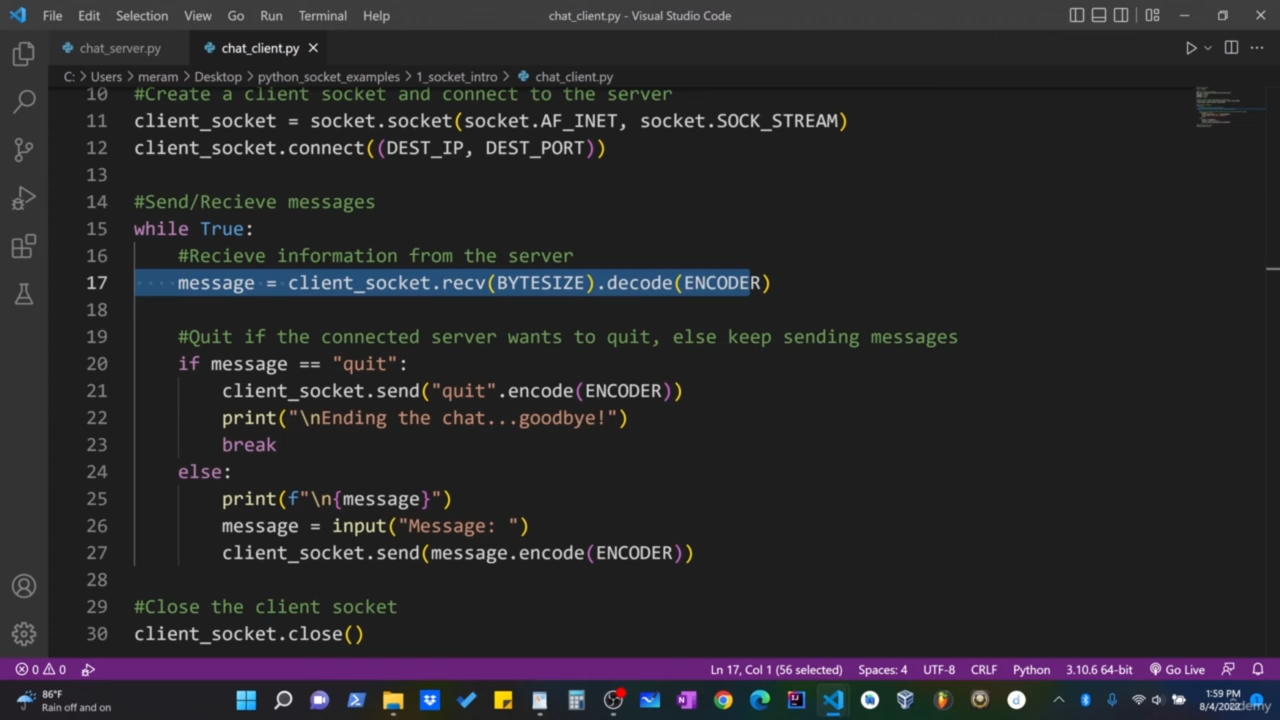 File Edit Selection View Go Run Terminal Help chat_client.py - Visual Studio Code
chat_server.py chat_client.py
C: > Users > meram > Desktop > python_socket_examples > 1_socket_intro > chat_client.py
10 #Create a client socket and connect to the server
11 client_socket = socket.socket(socket.AF_INET, socket.SOCK_STREAM)
12 client_socket.connect((DEST_IP, DEST_PORT))
13
14 #Send/Recieve messages
15 while True:
16     #Recieve information from the server
17     message = client_socket.recv(BYTESIZE).decode(ENCODER)
18
19     #Quit if the connected server wants to quit, else keep sending messages
20     if message == "quit":
21         client_socket.send("quit".encode(ENCODER))
22         print("\nEnding the chat...goodbye!")
23         break
24     else:
25         print(f"\n{message}")
26         message = input("Message: ")
27         client_socket.send(message.encode(ENCODER))
28
29 #Close the client socket
30 client_socket.close()
0 0 Ln 17, Col 1 (56 selected) Spaces: 4 UTF-8 CRLF Python 3.10.6 64-bit Go Live
86°F
Rain off and on
1:59 PM
8/4/2022